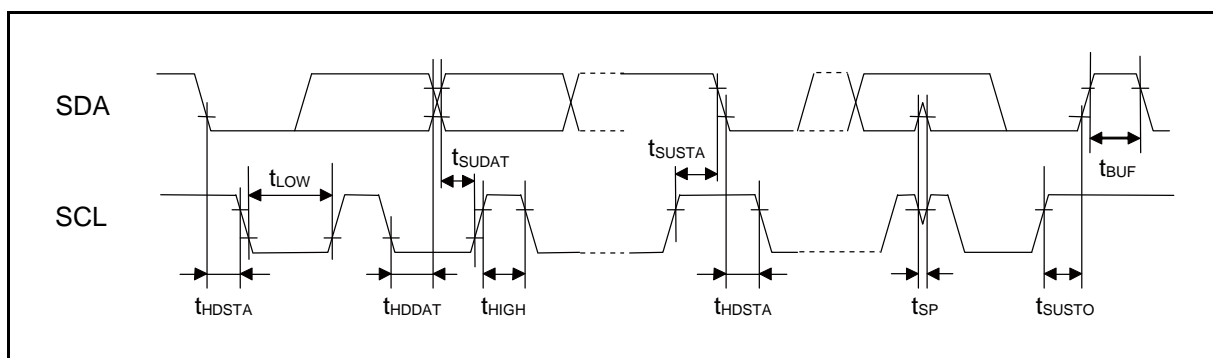 SDA
tSUDAT
tSUSTA
tBUF
tLOW
SCL
tHDSTA
tHDDAT
tHIGH
tHDSTA
tSP
tSUSTO